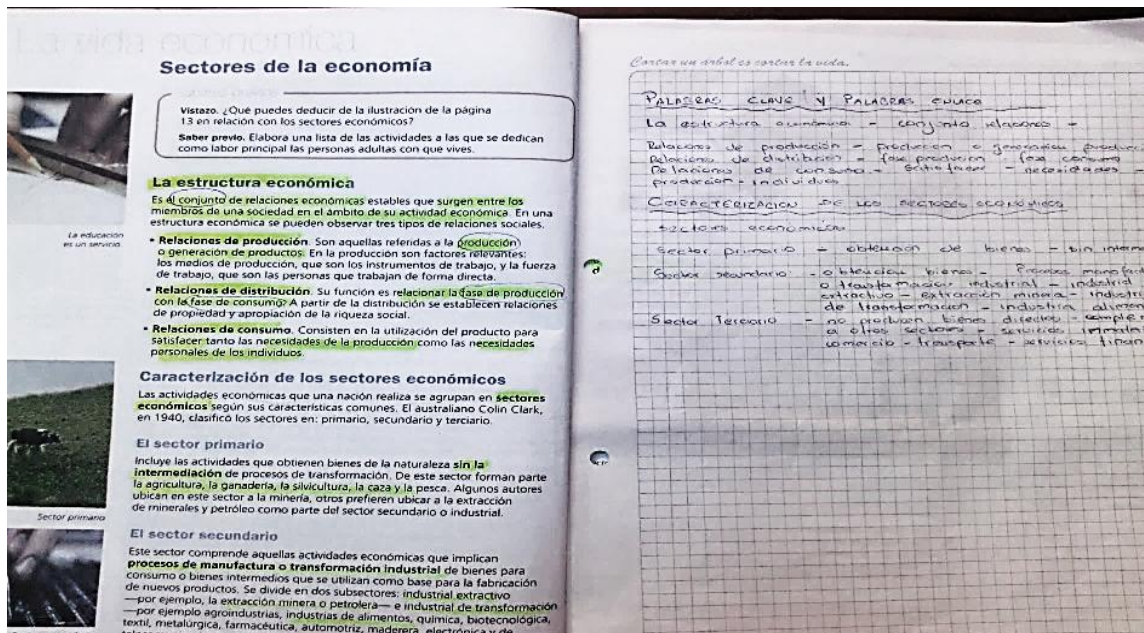 La vida económica
Sectores de la economía
Vistazo. ¿Qué puedes deducir de la ilustración de la página
13 en relación con los sectores económicos?
Saber previo. Elabora una lista de las actividades a las que se dedican
como labor principal las personas adultas con que vives.
La estructura económica
Es el conjunto de relaciones económicas estables que surgen entre los
miembros de una sociedad en el ámbito de su actividad económica. En una
estructura económica se pueden observar tres tipos de relaciones sociales.
La educación
es un servicio.
• Relaciones de producción. Son aquellas referidas a la producción
o generación de productos. En la producción son factores relevantes:
los medios de producción, que son los instrumentos de trabajo, y la fuerza
de trabajo, que son las personas que trabajan de forma directa.
• Relaciones de distribución. Su función es relacionar la fase de producción
con la fase de consumo. A partir de la distribución se establecen relaciones
de propiedad y apropiación de la riqueza social.
• Relaciones de consumo. Consisten en la utilización del producto para
satisfacer tanto las necesidades de la producción como las necesidades
personales de los individuos.
Caracterización de los sectores económicos
Las actividades económicas que una nación realiza se agrupan en sectores
económicos según sus características comunes. El australiano Colin Clark,
en 1940, clasificó los sectores en: primario, secundario y terciario.
El sector primario
Incluye las actividades que obtienen bienes de la naturaleza sin la
intermediación de procesos de transformación. De este sector forman parte
la agricultura, la ganadería, la silvicultura, la caza y la pesca. Algunos autores
ubican en este sector a la minería, otros prefieren ubicar a la extracción
de minerales y petróleo como parte del sector secundario o industrial.
Sector primario
El sector secundario
Este sector comprende aquellas actividades económicas que implican
procesos de manufactura o transformación industrial de bienes para
consumo o bienes intermedios que se utilizan como base para la fabricación
de nuevos productos. Se divide en dos subsectores: industrial extractivo
—por ejemplo, la extracción minera o petrolera— e industrial de transformación
—por ejemplo agroindustrias, industrias de alimentos, química, biotecnológica,
textil, metalúrgica, farmacéutica, automotriz, maderera, electrónica y de
Cortar un árbol es cortar la vida.
PALABRAS CLAVE Y PALABRAS ENLACE
La estructura económica - conjunto relaciones -
Relaciones de producción - producción o generación
Relaciones de distribución - fase producción - fase consumo
Relaciones de consumo - satisfacer - necesidades -
producción - individuos
CARACTERIZACION DE LOS SECTORES ECONÓMICOS
sectores económicos
Sector primario - obtención de bienes - sin
Sector secundario - obtención bienes - Procesos
o trasformación industrial - industrial
extractivo - extracción minera -
de transformación - industria
Sector Terciario - no producen bienes directos -
a otros sectores - servicios
comercio - transporte - servicios